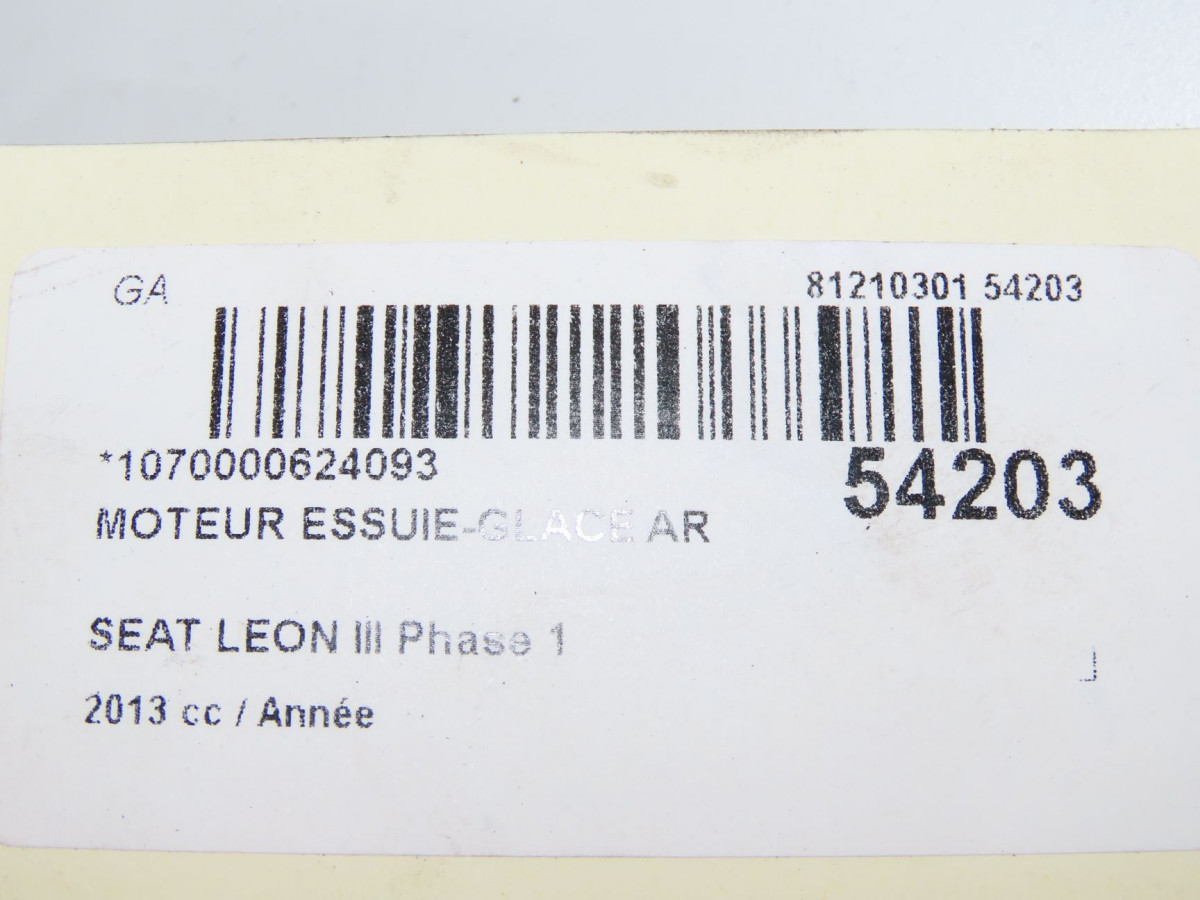 GA
81210301 54203
*1070000624093
54203
MOTEUR ESSUIE-GLACE AR
SEAT LEON III Phase 1
2013 cc / Année